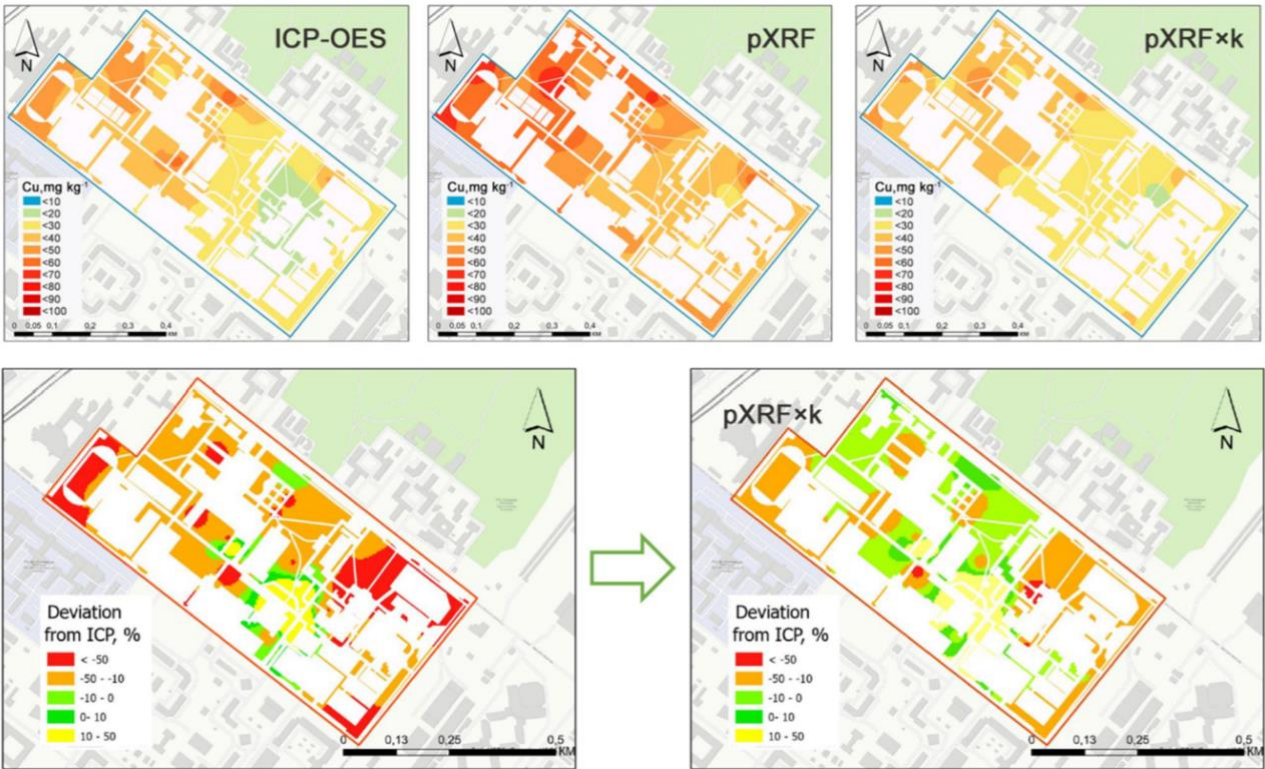 ICP-OES
N
Cu,mg kg⁻¹
<10
<20
<30
<40
<50
<60
<70
<80
<90
<100
0 0,05 0,1 0,2 0,3 0,4
KM
pXRF
N
Cu,mg kg⁻¹
<10
<20
<30
<40
<50
<60
<70
<80
<90
<100
0 0,05 0,1 0,2 0,3 0,4
KM
pXRF×k
N
Cu,mg kg⁻¹
<10
<20
<30
<40
<50
<60
<70
<80
<90
<100
0 0,05 0,1 0,2 0,3 0,4
KM
N
Deviation
from ICP, %
< -50
-50 - -10
-10 - 0
0- 10
10 - 50
0 0,13 0,25 0,5
KM
pXRF×k
N
Deviation
from ICP, %
< -50
-50 - -10
-10 - 0
0- 10
10 - 50
0 0,13 0,25 0,5
KM